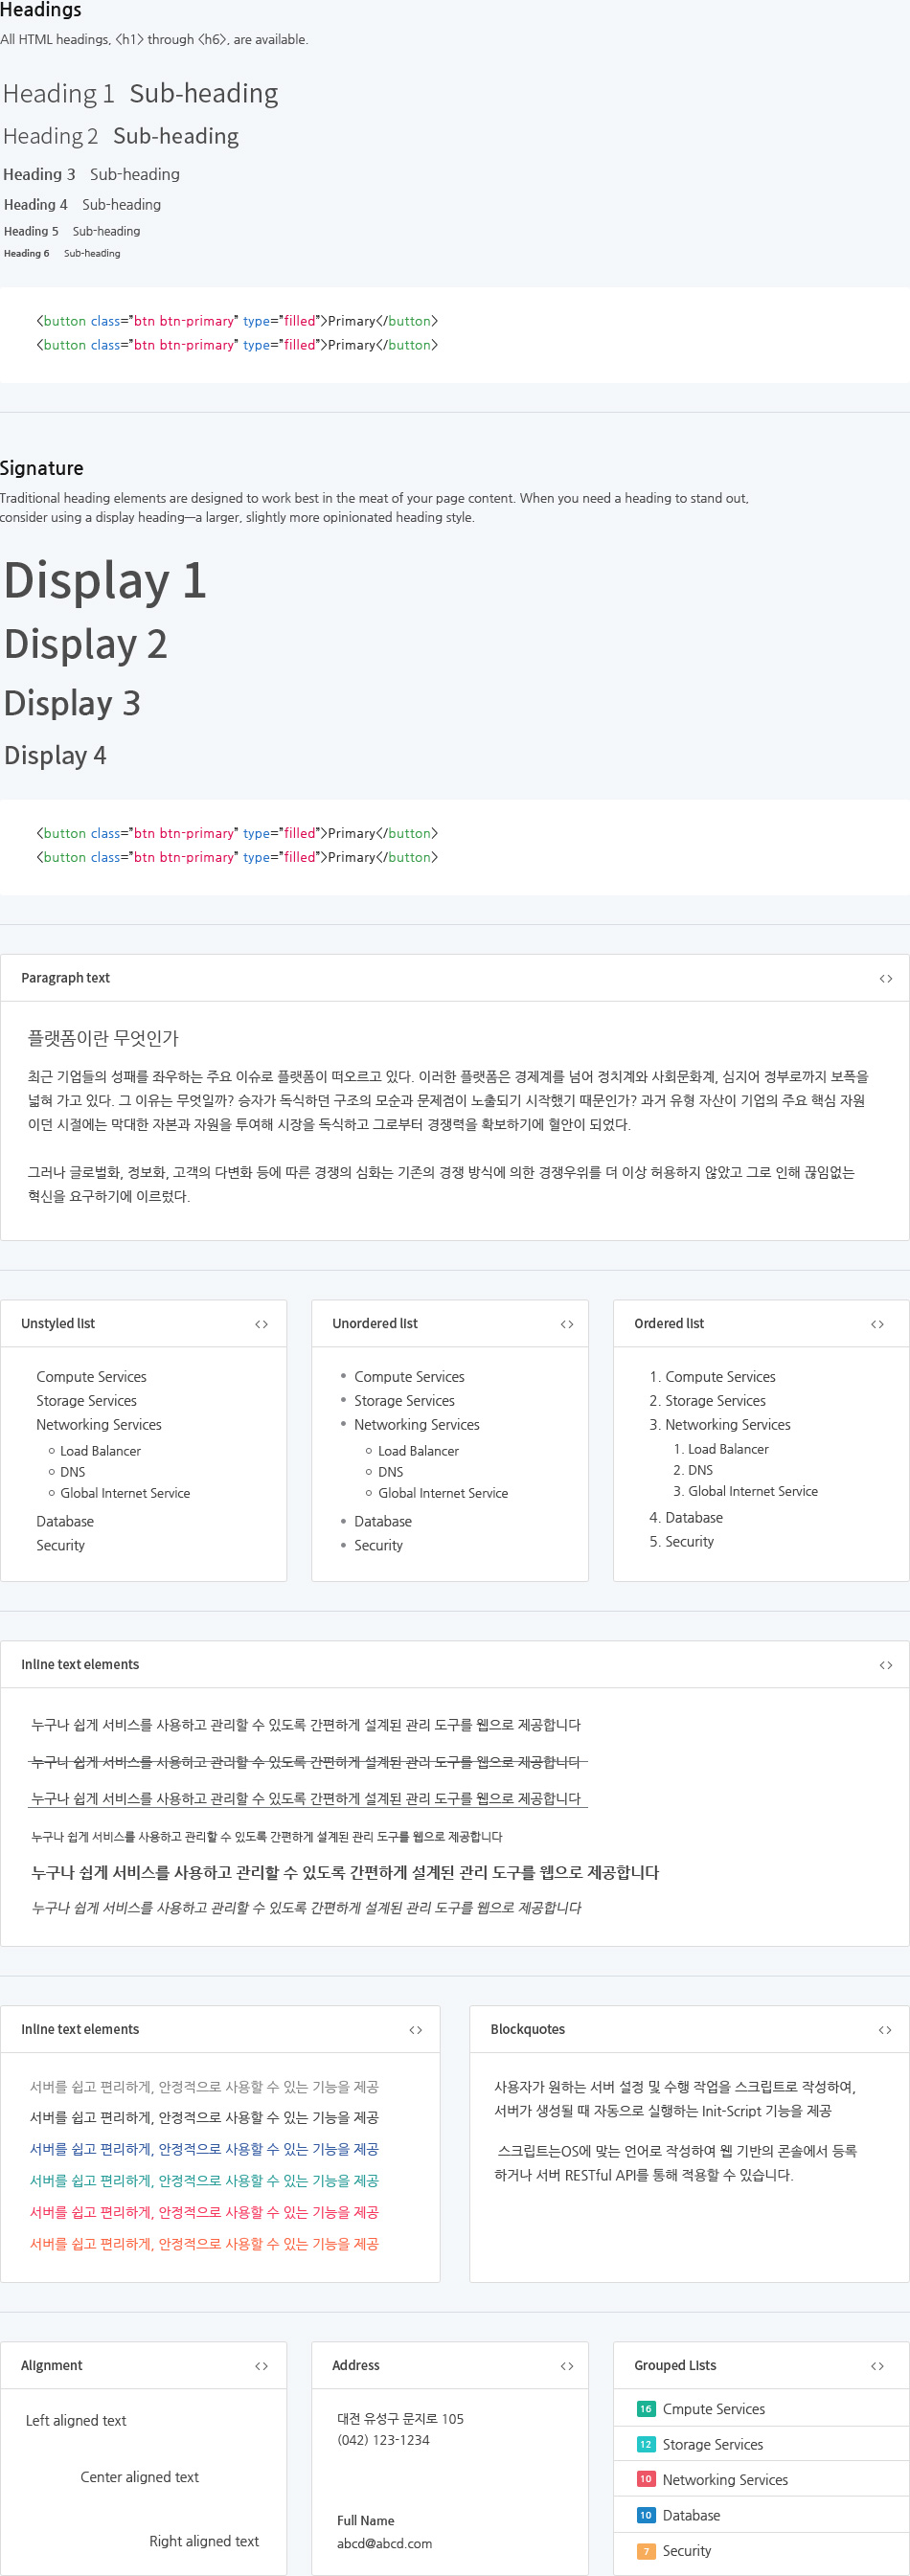 Headings
All HTML headings, <h1> through <h6>, are available.
Heading 1 Sub-heading
Heading 2 Sub-heading
Heading 3 Sub-heading
Heading 4 Sub-heading
Heading 5 Sub-heading
Heading 6 Sub-heading
<button class="btn btn-primary" type="filled">Primary</button>
<button class="btn btn-primary" type="filled">Primary</button>
Signature
Traditional heading elements are designed to work best in the meat of your page content. When you need a heading to stand out,
consider using a display heading—a larger, slightly more opinionated heading style.
Display 1
Display 2
Display 3
Display 4
<button class="btn btn-primary" type="filled">Primary</button>
<button class="btn btn-primary" type="filled">Primary</button>
Paragraph text
플랫폼이란 무엇인가
최근 기업들의 성패를 좌우하는 주요 이슈로 플랫폼이 떠오르고 있다. 이러한 플랫폼은 경제계를 넘어 정치계와 사회문화계, 심지어 정부로까지 보폭을
넓혀 가고 있다. 그 이유는 무엇일까? 승자가 독식하던 구조의 모순과 문제점이 노출되기 시작했기 때문인가? 과거 유형 자산이 기업의 주요 핵심 자원
이던 시절에는 막대한 자본과 자원을 투여해 시장을 독식하고 그로부터 경쟁력을 확보하기에 혈안이 되었다.
그러나 글로벌화, 정보화, 고객의 다변화 등에 따른 경쟁의 심화는 기존의 경쟁 방식에 의한 경쟁우위를 더 이상 허용하지 않았고 그로 인해 끊임없는
혁신을 요구하기에 이르렀다.
Unstyled list
Compute Services
Storage Services
Networking Services
Load Balancer
DNS
Global Internet Service
Database
Security
Unordered list
Compute Services
Storage Services
Networking Services
Load Balancer
DNS
Global Internet Service
Database
Security
Ordered list
1. Compute Services
2. Storage Services
3. Networking Services
1. Load Balancer
2. DNS
3. Global Internet Service
4. Database
5. Security
Inline text elements
누구나 쉽게 서비스를 사용하고 관리할 수 있도록 간편하게 설계된 관리 도구를 웹으로 제공합니다
누구나 쉽게 서비스를 사용하고 관리할 수 있도록 간편하게 설계된 관리 도구를 웹으로 제공합니다
누구나 쉽게 서비스를 사용하고 관리할 수 있도록 간편하게 설계된 관리 도구를 웹으로 제공합니다
누구나 쉽게 서비스를 사용하고 관리할 수 있도록 간편하게 설계된 관리 도구를 웹으로 제공합니다
누구나 쉽게 서비스를 사용하고 관리할 수 있도록 간편하게 설계된 관리 도구를 웹으로 제공합니다
누구나 쉽게 서비스를 사용하고 관리할 수 있도록 간편하게 설계된 관리 도구를 웹으로 제공합니다
Inline text elements
서버를 쉽고 편리하게, 안정적으로 사용할 수 있는 기능을 제공
서버를 쉽고 편리하게, 안정적으로 사용할 수 있는 기능을 제공
서버를 쉽고 편리하게, 안정적으로 사용할 수 있는 기능을 제공
서버를 쉽고 편리하게, 안정적으로 사용할 수 있는 기능을 제공
서버를 쉽고 편리하게, 안정적으로 사용할 수 있는 기능을 제공
서버를 쉽고 편리하게, 안정적으로 사용할 수 있는 기능을 제공
Blockquotes
사용자가 원하는 서버 설정 및 수행 작업을 스크립트로 작성하여,
서버가 생성될 때 자동으로 실행하는 Init-Script 기능을 제공
스크립트는OS에 맞는 언어로 작성하여 웹 기반의 콘솔에서 등록
하거나 서버 RESTful API를 통해 적용할 수 있습니다.
Alignment
Left aligned text
Center aligned text
Right aligned text
Address
대전 유성구 문지로 105
(042) 123-1234
Full Name
abcd@abcd.com
Grouped Lists
16 Cmpute Services
12 Storage Services
10 Networking Services
10 Database
7 Security